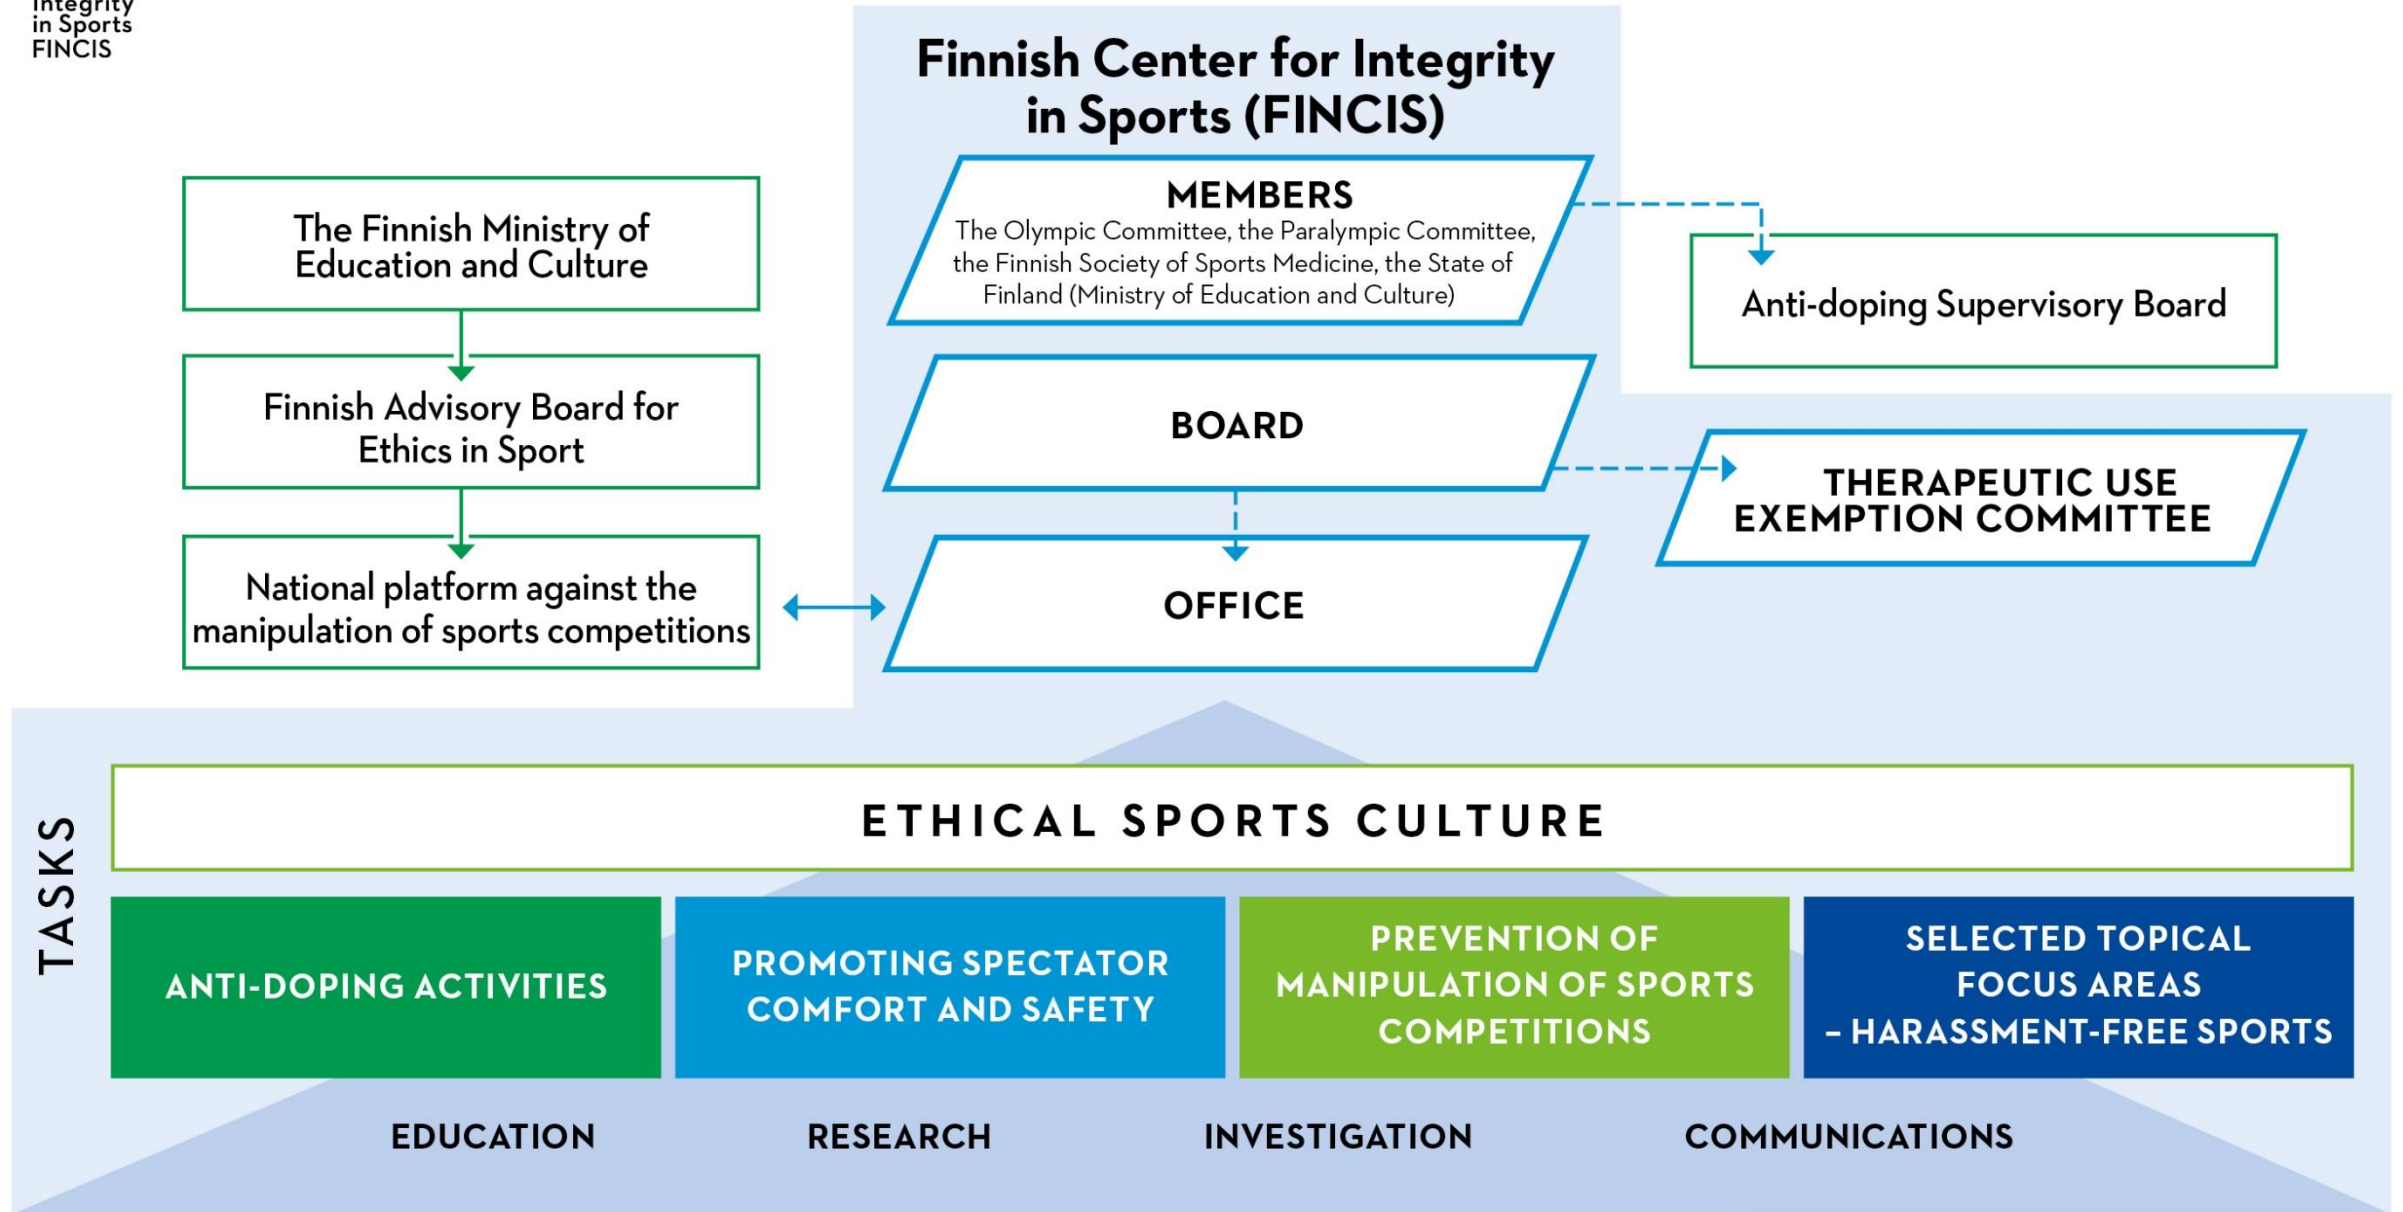 Integrity
in Sports
FINCIS
Finnish Center for Integrity
in Sports (FINCIS)
The Finnish Ministry of
Education and Culture
Finnish Advisory Board for
Ethics in Sport
National platform against the
manipulation of sports competitions
MEMBERS
The Olympic Committee, the Paralympic Committee,
the Finnish Society of Sports Medicine, the State of
Finland (Ministry of Education and Culture)
BOARD
OFFICE
Anti-doping Supervisory Board
THERAPEUTIC USE
EXEMPTION COMMITTEE
TASKS
ETHICAL SPORTS CULTURE
ANTI-DOPING ACTIVITIES
PROMOTING SPECTATOR
COMFORT AND SAFETY
PREVENTION OF
MANIPULATION OF SPORTS
COMPETITIONS
SELECTED TOPICAL
FOCUS AREAS
– HARASSMENT-FREE SPORTS
EDUCATION
RESEARCH
INVESTIGATION
COMMUNICATIONS